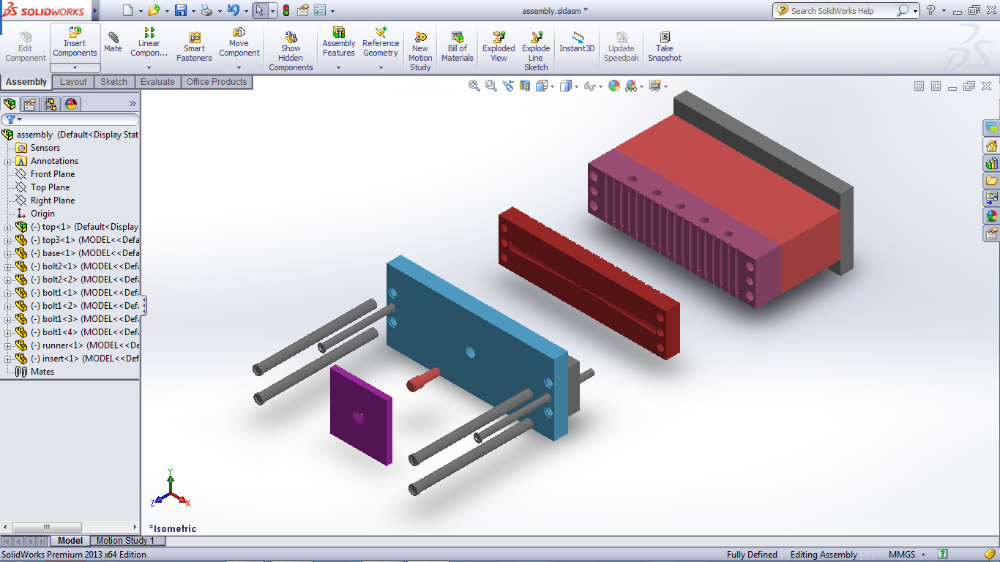 SOLIDWORKS
assembly.sldasm *
Search SolidWorks Help
Edit Component
Insert Components
Mate
Linear Compon...
Smart Fasteners
Move Component
Show Hidden Components
Assembly Features
Reference Geometry
New Motion Study
Bill of Materials
Exploded View
Explode Line Sketch
Instant3D
Update Speedpak
Take Snapshot
Assembly
Layout
Sketch
Evaluate
Office Products
assembly (Default<Display Stat
Sensors
Annotations
Front Plane
Top Plane
Right Plane
Origin
(-) top<1> (Default<Display
(-) top3<1> (MODEL<<Defa
(-) base<1> (MODEL<<Defa
(-) bolt2<1> (MODEL<<Defa
(-) bolt2<2> (MODEL<<Defa
(-) bolt1<1> (MODEL<<Defa
(-) bolt1<2> (MODEL<<Defa
(-) bolt1<3> (MODEL<<Defa
(-) bolt1<4> (MODEL<<Defa
(-) runner<1> (MODEL<<De
(-) insert<1> (MODEL<<Def
Mates
Y
Z
X
*Isometric
Model
Motion Study 1
SolidWorks Premium 2013 x64 Edition
Fully Defined
Editing Assembly
MMGS